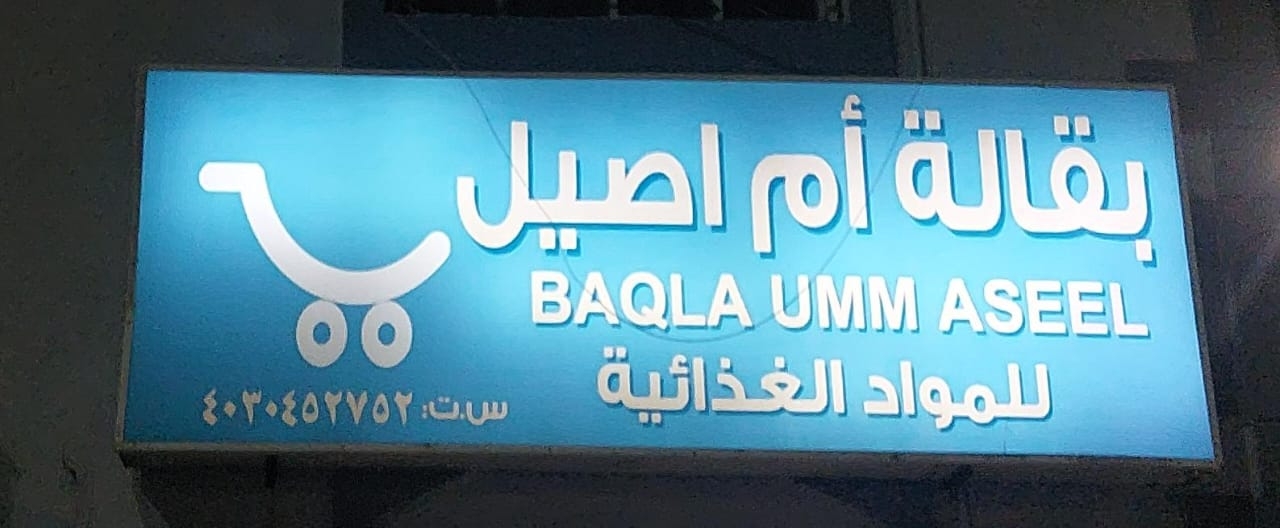 بقالة أم اصيل
BAQLA UMM ASEEL
للمواد الغذائية
س.ت: ٤٠٣٠٤٥٢٧٥٢